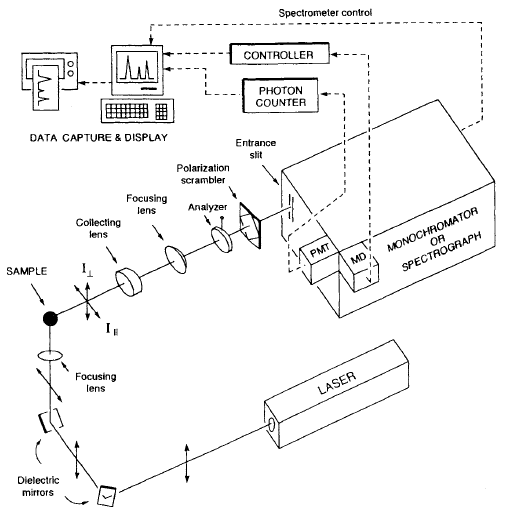 Spectrometer control
CONTROLLER
PHOTON
COUNTER
DATA CAPTURE & DISPLAY
Entrance
slit
Polarization
scrambler
Analyzer
Focusing
lens
Collecting
lens
SAMPLE
I⊥
I||
PMT
MD
MONOCHROMATOR
OR
SPECTROGRAPH
Focusing
lens
LASER
Dielectric
mirrors